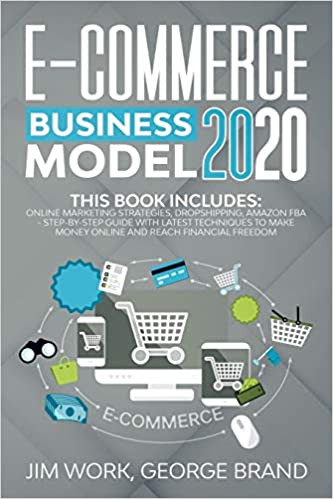 E-COMMERCE
BUSINESS
MODEL 2020
THIS BOOK INCLUDES:
ONLINE MARKETING STRATEGIES, DROPSHIPPING, AMAZON FBA
- STEP-BY-STEP GUIDE WITH LATEST TECHNIQUES TO MAKE
MONEY ONLINE AND REACH FINANCIAL FREEDOM
E-COMMERCE
JIM WORK, GEORGE BRAND